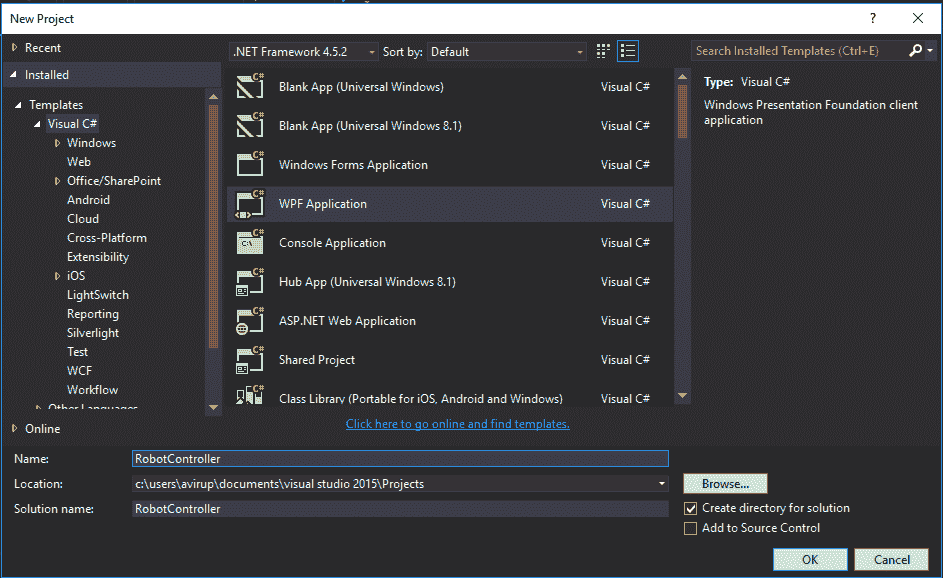 New Project
?
Recent
Installed
Templates
Visual C#
Windows
Web
Office/SharePoint
Android
Cloud
Cross-Platform
Extensibility
iOS
LightSwitch
Reporting
Silverlight
Test
WCF
Workflow
Other Languages
Online
.NET Framework 4.5.2 Sort by: Default
Blank App (Universal Windows) Visual C#
Blank App (Universal Windows 8.1) Visual C#
Windows Forms Application Visual C#
WPF Application Visual C#
Console Application Visual C#
Hub App (Universal Windows 8.1) Visual C#
ASP.NET Web Application Visual C#
Shared Project Visual C#
Class Library (Portable for iOS, Android and Windows) Visual C#
Click here to go online and find templates.
Search Installed Templates (Ctrl+E)
Type: Visual C#
Windows Presentation Foundation client
application
Name: RobotController
Location: c:\users\avirup\documents\visual studio 2015\Projects
Browse...
Solution name: RobotController
Create directory for solution
Add to Source Control
OK Cancel